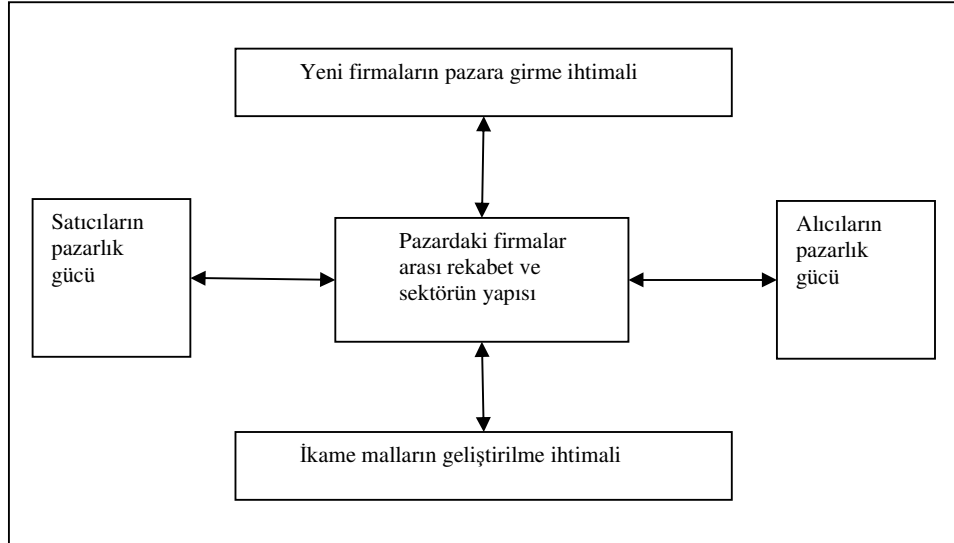 Yeni firmaların pazara girme ihtimali
Satıcıların
pazarlık
gücü
Pazardaki firmalar
arası rekabet ve
sektörün yapısı
Alıcıların
pazarlık
gücü
İkame malların geliştirilme ihtimali